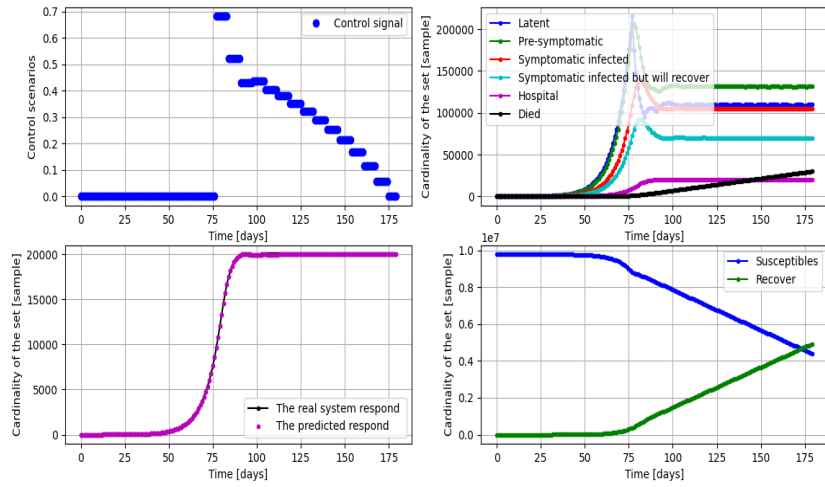 0.7
0.6
0.5
0.4
0.3
0.2
0.1
0.0
Control scenarios
Control signal
0 25 50 75 100 125 150 175
Time [days]
200000
150000
100000
50000
0
Cardinality of the set [sample]
Latent
Pre-symptomatic
Symptomatic infected
Symptomatic infected but will recover
Hospital
Died
0 25 50 75 100 125 150 175
Time [days]
20000
15000
10000
5000
0
Cardinality of the set [sample]
The real system respond
The predicted respond
0 25 50 75 100 125 150 175
Time [days]
1e7
1.0
0.8
0.6
0.4
0.2
0.0
Cardinality of the set [sample]
Susceptibles
Recover
0 25 50 75 100 125 150 175
Time [days]